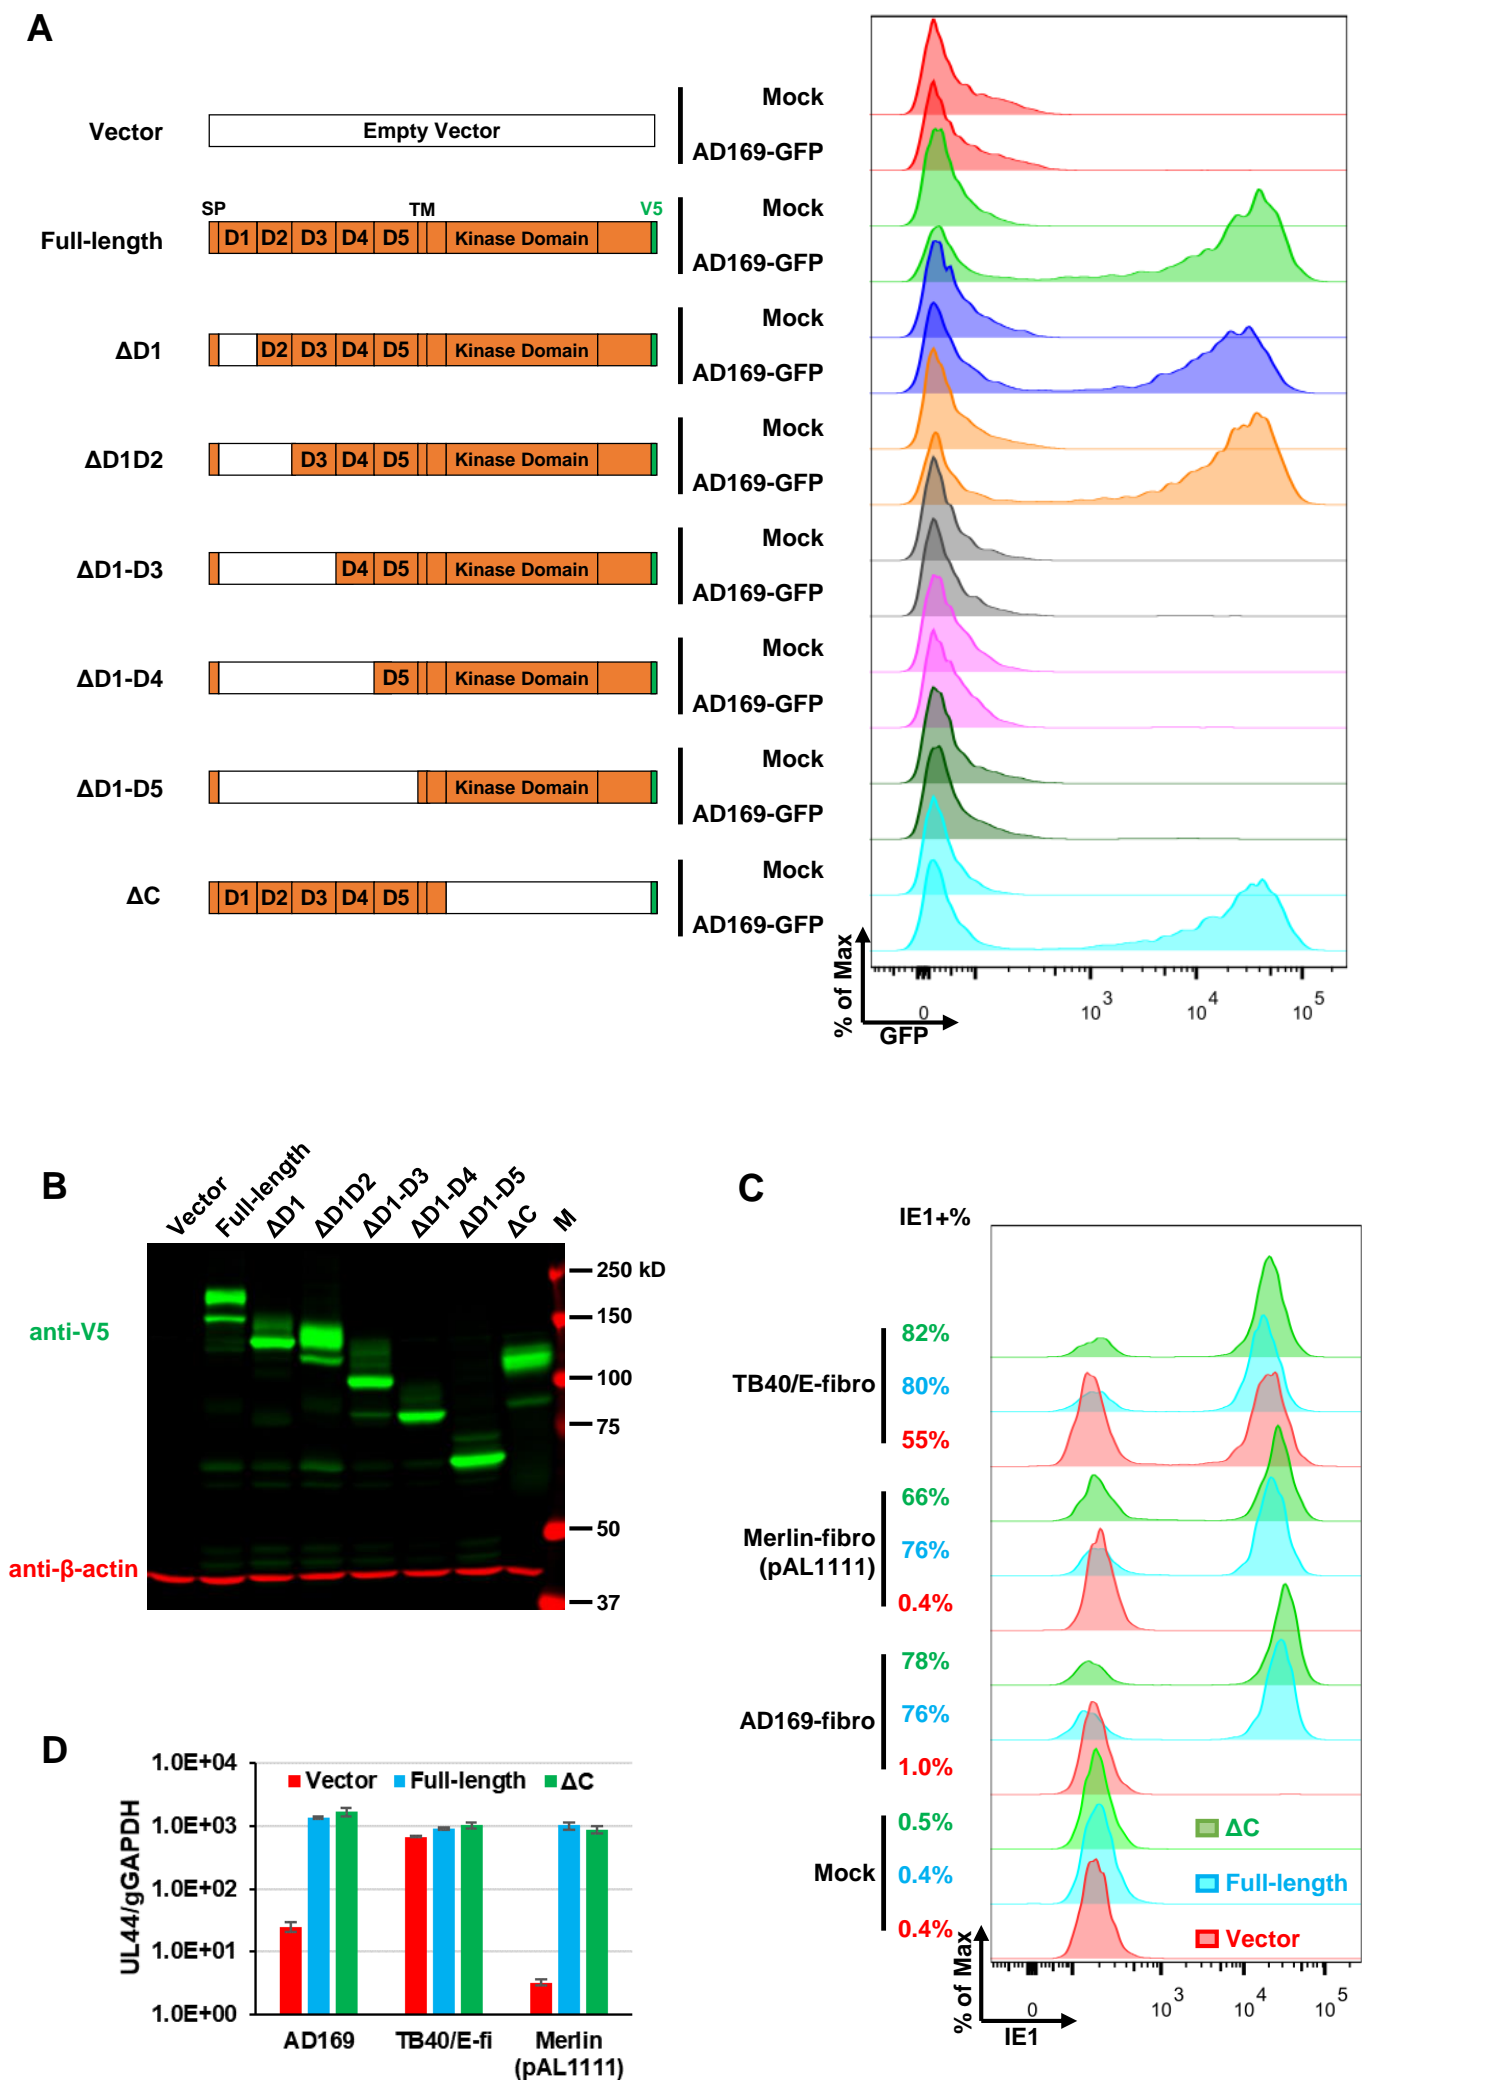 A
Vector
Empty Vector
Mock
AD169-GFP
SP
TM
V5
Full-length
D1 D2 D3 D4 D5 Kinase Domain
Mock
AD169-GFP
ΔD1
D2 D3 D4 D5 Kinase Domain
Mock
AD169-GFP
ΔD1D2
D3 D4 D5 Kinase Domain
Mock
AD169-GFP
ΔD1-D3
D4 D5 Kinase Domain
Mock
AD169-GFP
ΔD1-D4
D5 Kinase Domain
Mock
AD169-GFP
ΔD1-D5
Kinase Domain
Mock
AD169-GFP
ΔC
D1 D2 D3 D4 D5
Mock
AD169-GFP
% of Max
0 10^3 10^4 10^5
GFP
B
Vector Full-length ΔD1 ΔD1D2 ΔD1-D3 ΔD1-D4 ΔD1-D5 ΔC M
250 kD
150
100
75
50
37
anti-V5
anti-β-actin
C
IE1+%
TB40/E-fibro
82%
80%
55%
Merlin-fibro
(pAL1111)
66%
76%
0.4%
AD169-fibro
78%
76%
1.0%
Mock
0.5%
0.4%
0.4%
ΔC
Full-length
Vector
% of Max
0 10^3 10^4 10^5
IE1
D
UL44/gGAPDH
1.0E+04
1.0E+03
1.0E+02
1.0E+01
1.0E+00
Vector Full-length ΔC
AD169 TB40/E-fi Merlin
(pAL1111)